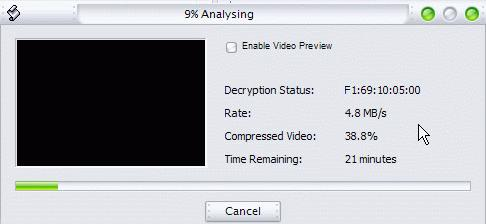 9% Analysing
Enable Video Preview
Decryption Status: F1:69:10:05:00
Rate: 4.8 MB/s
Compressed Video: 38.8%
Time Remaining: 21 minutes
Cancel